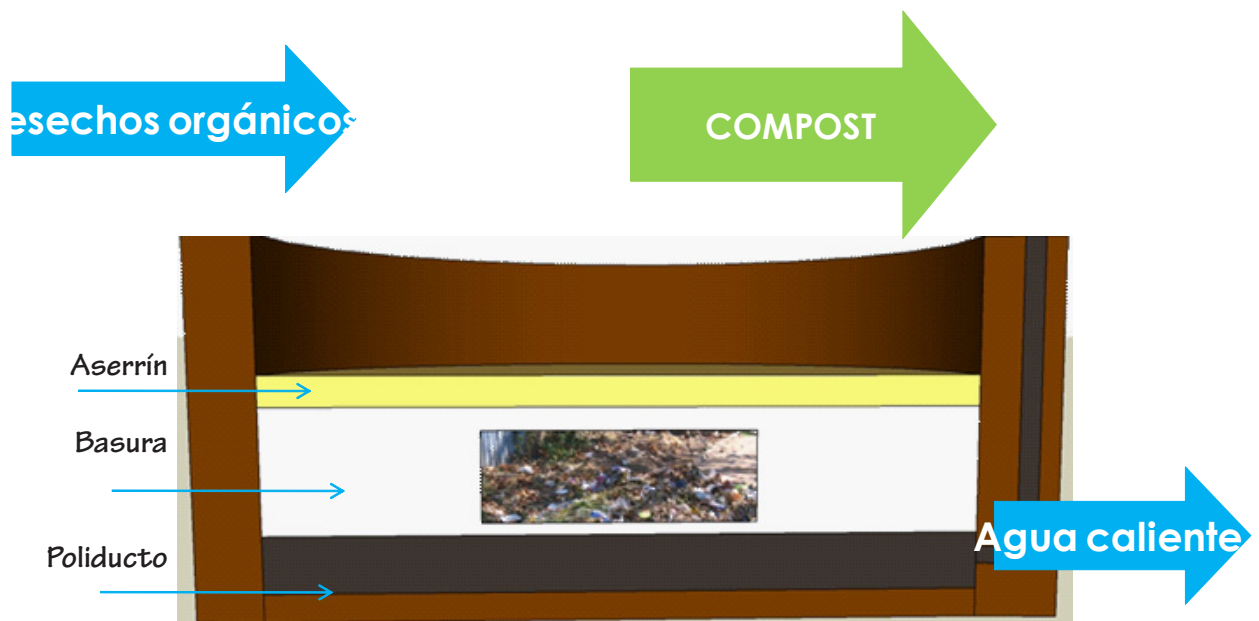 esechos orgánicos
COMPOST
Aserrín
Basura
Poliducto
Agua caliente